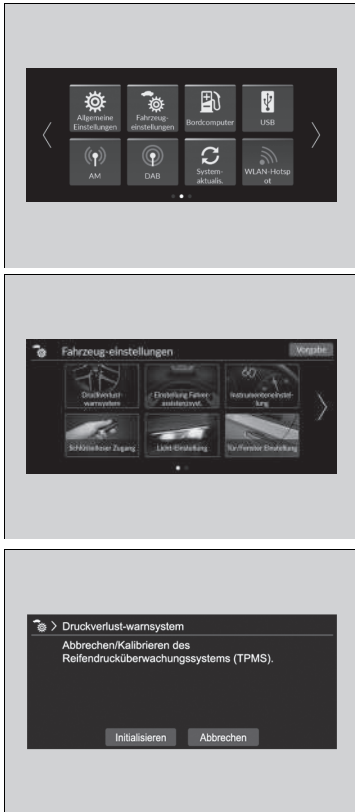 Allgemeine
Einstellungen
Fahrzeug-
einstellungen
Bordcomputer
USB
AM
DAB
System-
aktualis.
WLAN-Hotsp
ot
Fahrzeug-einstellungen
Vorgabe
Druckverlust-
warnsystem
Einstellung Fahrer-
assistenzsyst.
Instrumenteneinstel-
lung
Schlüsselloser Zugang
Licht-Einstellung
Tür/Fenster Einstellung
Druckverlust-warnsystem
Abbrechen/Kalibrieren des
Reifendrucküberwachungssystems (TPMS).
Initialisieren
Abbrechen